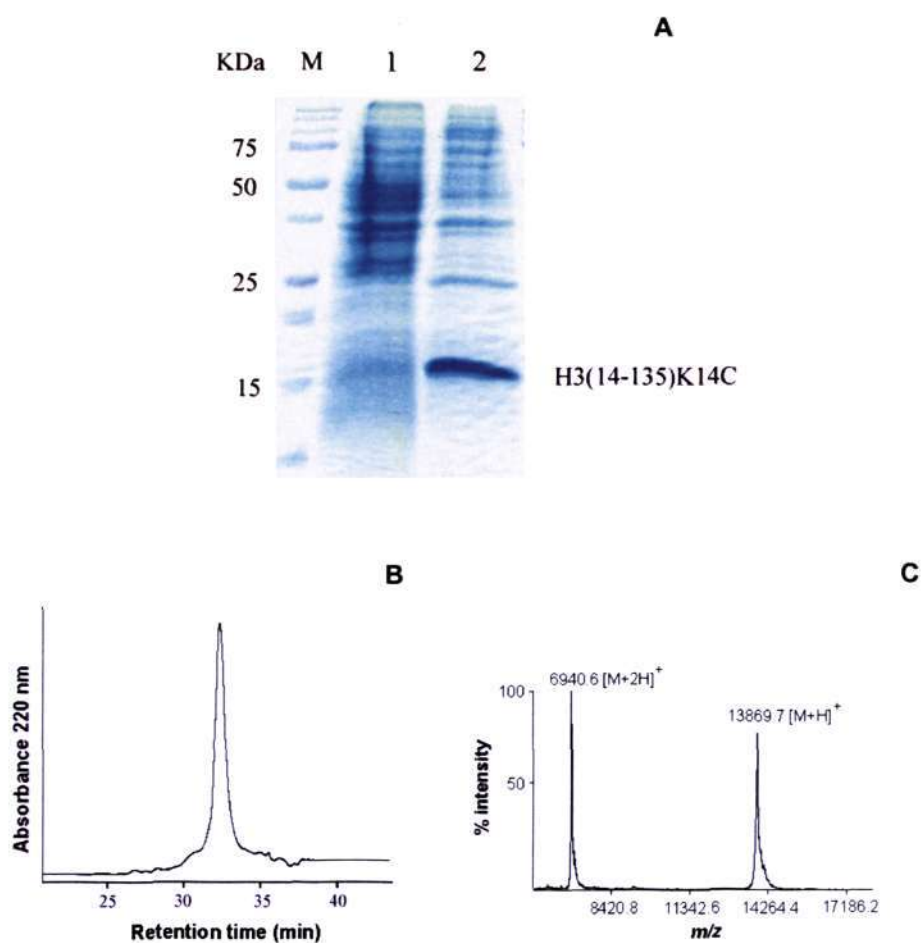 A
KDa M 1 2
75
50
25
15
H3(14-135)K14C
B
Absorbance 220 nm
25 30 35 40
Retention time (min)
C
6940.6 [M+2H]+
13869.7 [M+H]+
100
50
% intensity
8420.8 11342.6 14264.4 17186.2
m/z